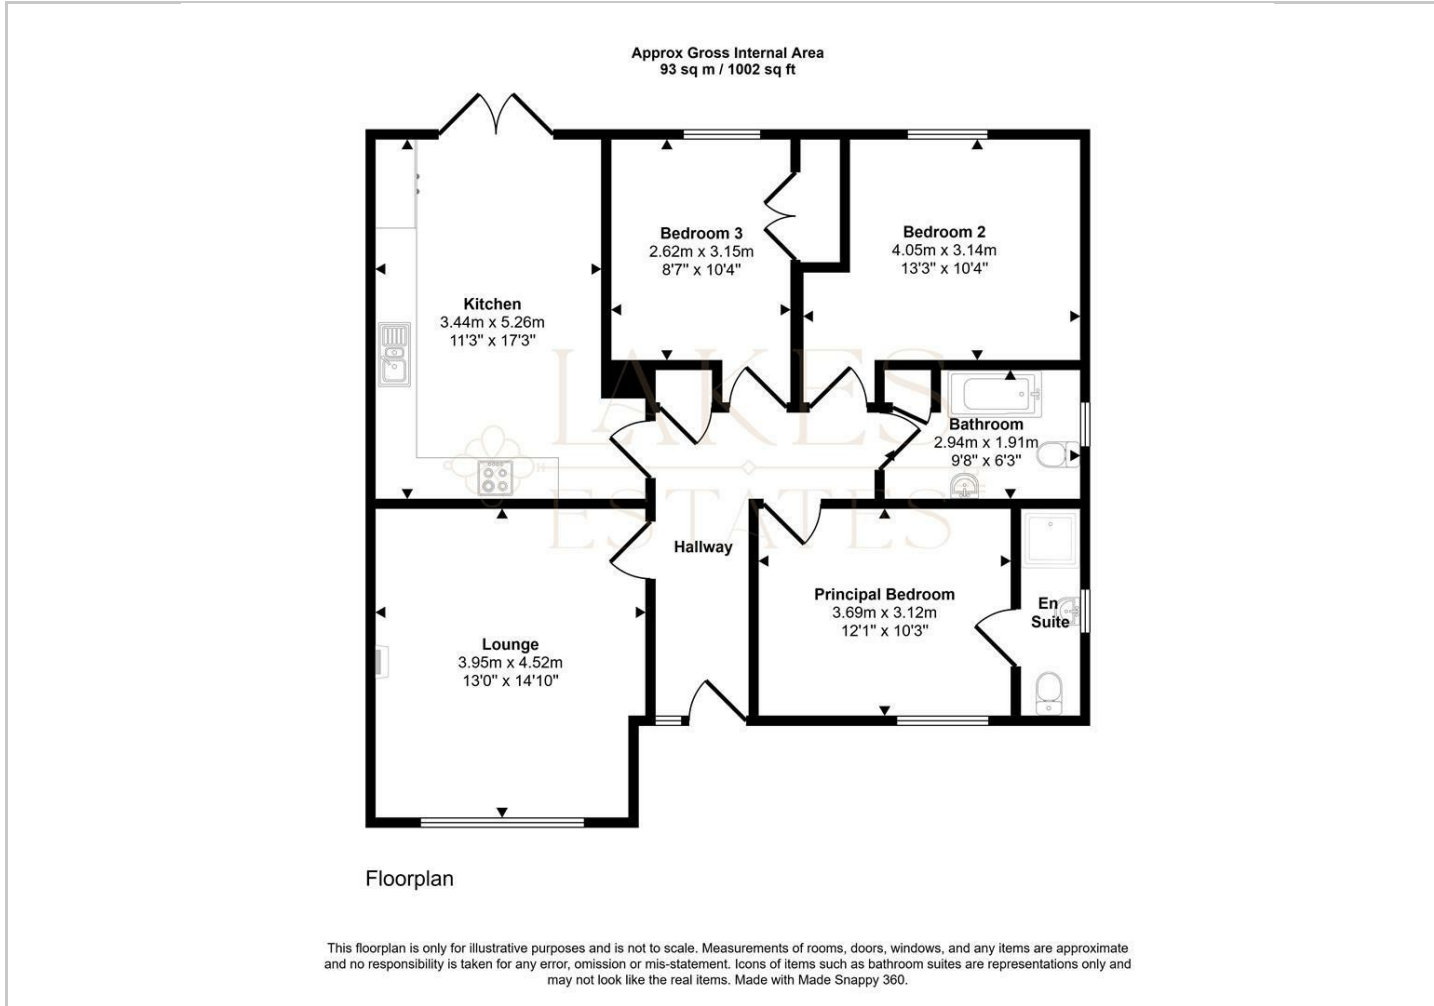 Approx Gross Internal Area
93 sq m / 1002 sq ft
Bedroom 3
2.62m x 3.15m
8'7" x 10'4"
Bedroom 2
4.05m x 3.14m
13'3" x 10'4"
Kitchen
3.44m x 5.26m
11'3" x 17'3"
LAKES
ESTATES
Bathroom
2.94m x 1.91m
9'8" x 6'3"
Hallway
Principal Bedroom
3.69m x 3.12m
12'1" x 10'3"
En
Suite
Lounge
3.95m x 4.52m
13'0" x 14'10"
Floorplan
This floorplan is only for illustrative purposes and is not to scale. Measurements of rooms, doors, windows, and any items are approximate
and no responsibility is taken for any error, omission or mis-statement. Icons of items such as bathroom suites are representations only and
may not look like the real items. Made with Made Snappy 360.